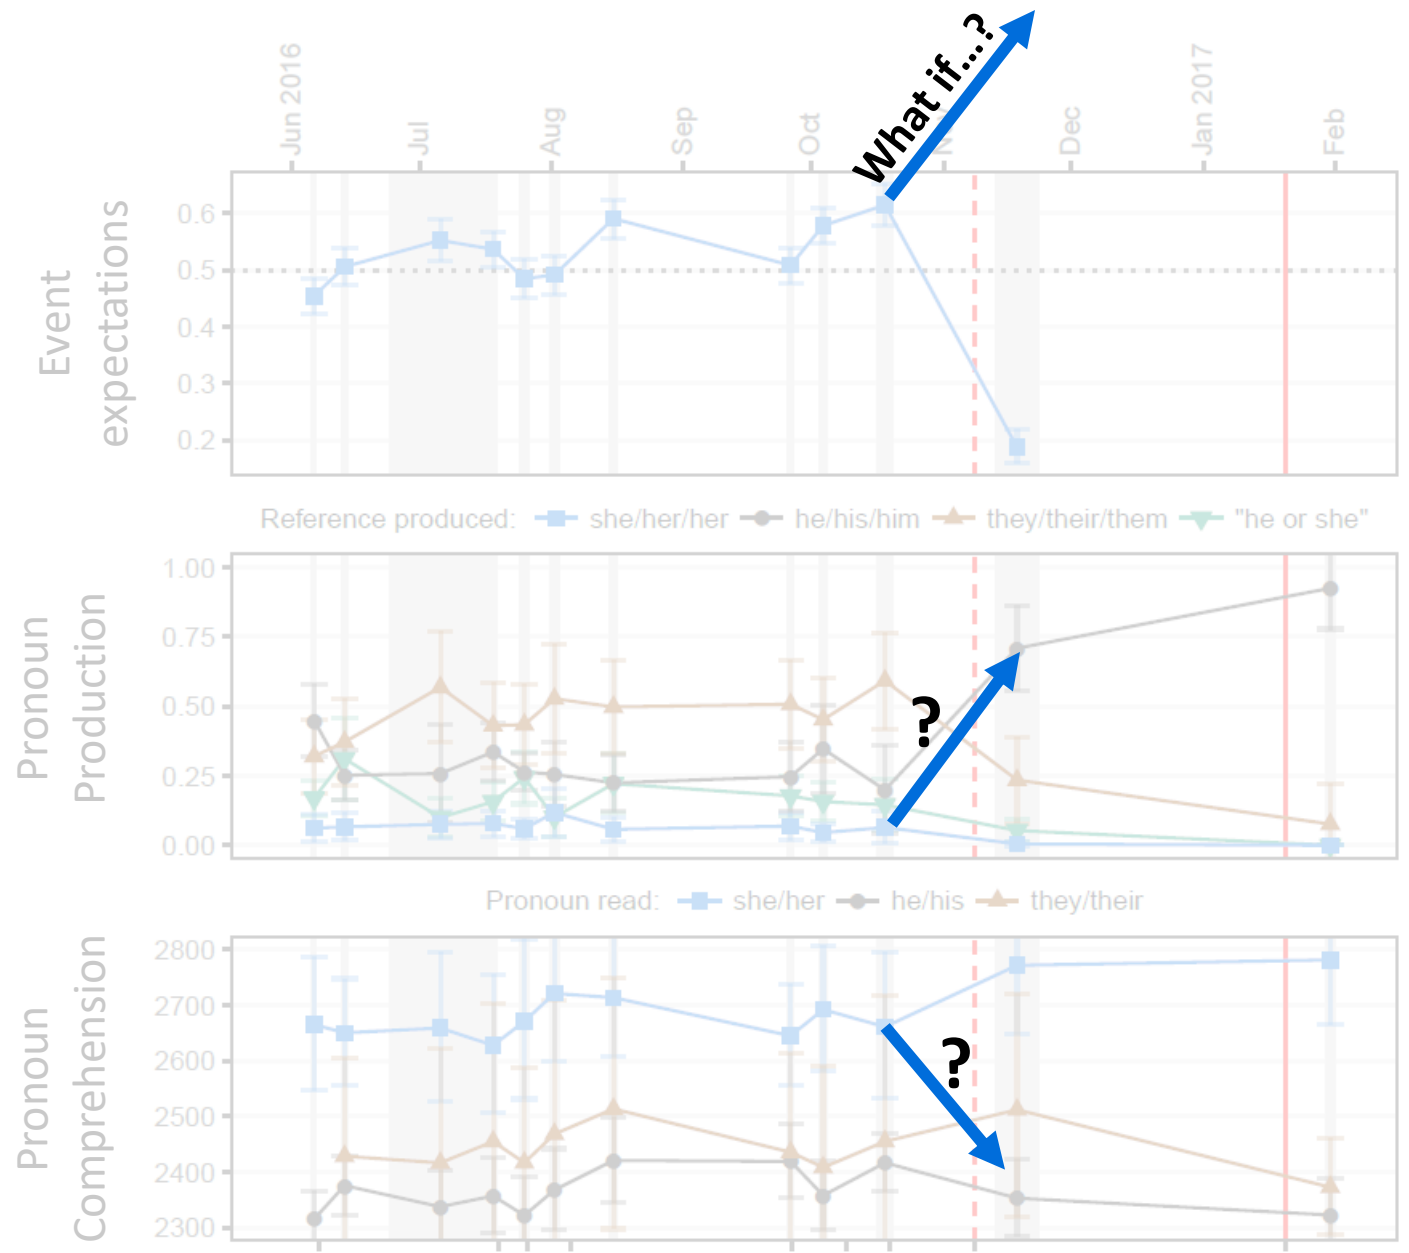 What if...?
Jun 2016
Jul
Aug
Sep
Oct
Dec
Jan 2017
Feb
Event
expectations
0.6
0.5
0.4
0.3
0.2
Reference produced: she/her/her he/his/him they/their/them "he or she"
Pronoun
Production
1.00
0.75
0.50
0.25
0.00
?
Pronoun read: she/her he/his they/their
Pronoun
Comprehension
2800
2700
2600
2500
2400
2300
?